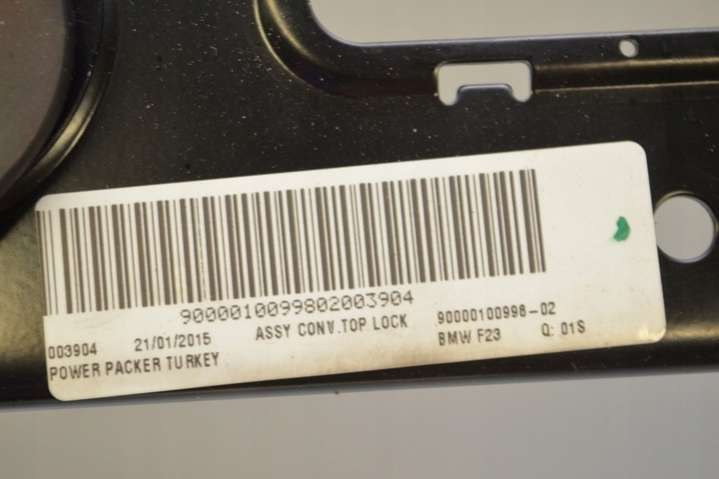 9000010099802003904
003904 21/01/2015 ASSY CONV.TOP LOCK 90000100998-02
POWER PACKER TURKEY BMW F23 Q: 01S